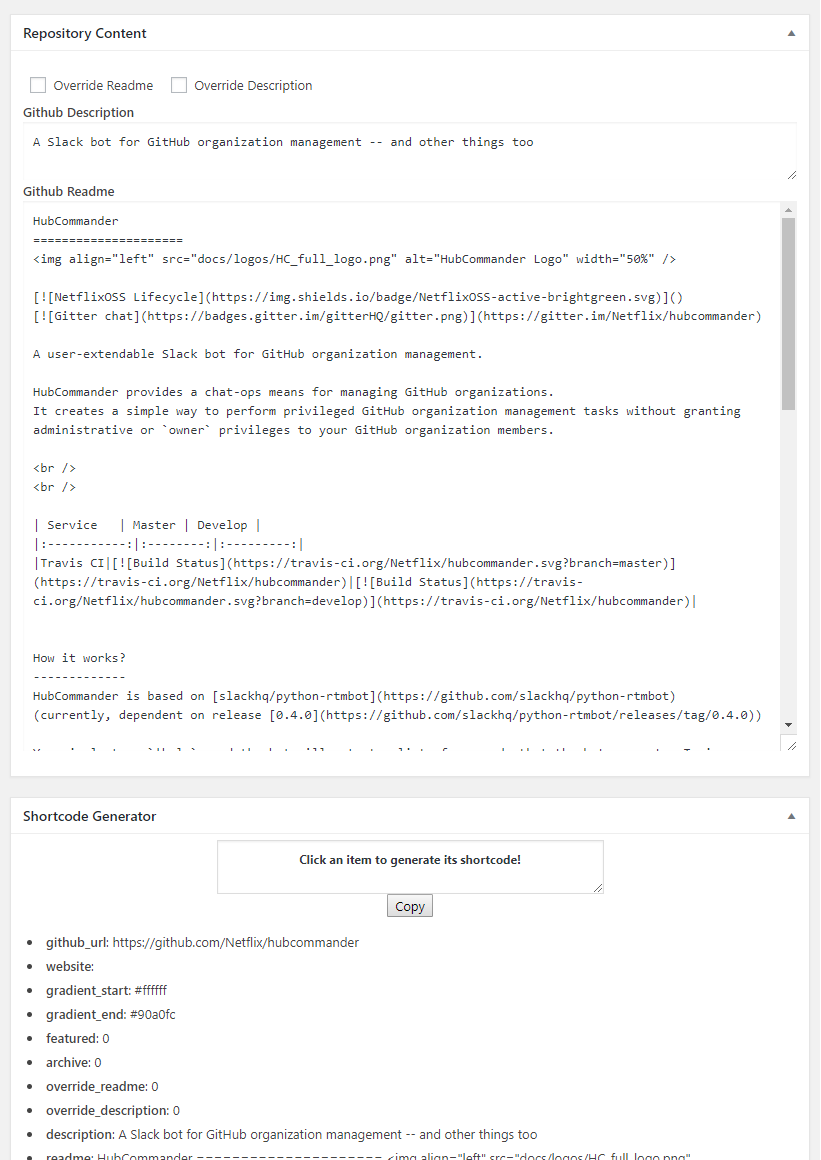 Repository Content
Override Readme Override Description
Github Description
A Slack bot for GitHub organization management -- and other things too
Github Readme
HubCommander
=====================
<img align="left" src="docs/logos/HC_full_logo.png" alt="HubCommander Logo" width="50%" />
[![NetflixOSS Lifecycle](https://img.shields.io/badge/NetflixOSS-active-brightgreen.svg)]()
[![Gitter chat](https://badges.gitter.im/gitterHQ/gitter.png)](https://gitter.im/Netflix/hubcommander)
A user-extendable Slack bot for GitHub organization management.
HubCommander provides a chat-ops means for managing GitHub organizations.
It creates a simple way to perform privileged GitHub organization management tasks without granting
administrative or `owner` privileges to your GitHub organization members.
<br />
<br />
| Service   | Master | Develop |
|:-----------:|:--------:|:---------:|
|Travis CI|[![Build Status](https://travis-ci.org/Netflix/hubcommander.svg?branch=master)]
(https://travis-ci.org/Netflix/hubcommander)|[![Build Status](https://travis-
ci.org/Netflix/hubcommander.svg?branch=develop)](https://travis-ci.org/Netflix/hubcommander)|
How it works?
-------------
HubCommander is based on [slackhq/python-rtmbot](https://github.com/slackhq/python-rtmbot)
(currently, dependent on release [0.4.0](https://github.com/slackhq/python-rtmbot/releases/tag/0.4.0))
Shortcode Generator
Click an item to generate its shortcode!
Copy
github_url: https://github.com/Netflix/hubcommander
website:
gradient_start: #ffffff
gradient_end: #90a0fc
featured: 0
archive: 0
override_readme: 0
override_description: 0
description: A Slack bot for GitHub organization management -- and other things too
readme: HubCommander ===================== <img align="left" src="docs/logos/HC_full_logo.png"